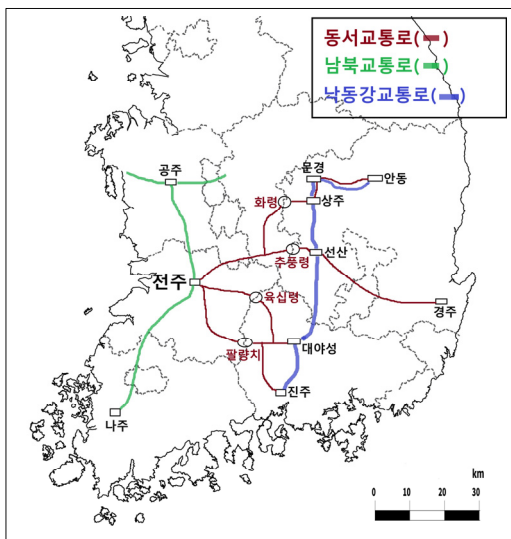 동서교통로( )
남북교통로( )
낙동강교통로( )
공주
문경
안동
화령
상주
추풍령
선산
전주
육십령
경주
팔량치
대야성
진주
나주
km
0 10 20 30